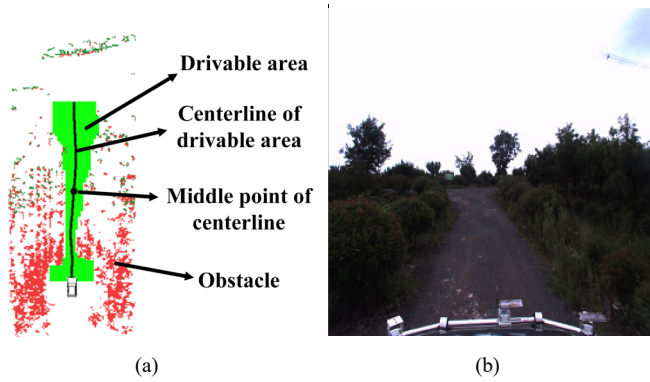 Drivable area
Centerline of
drivable area
Middle point of
centerline
Obstacle
(a)
(b)